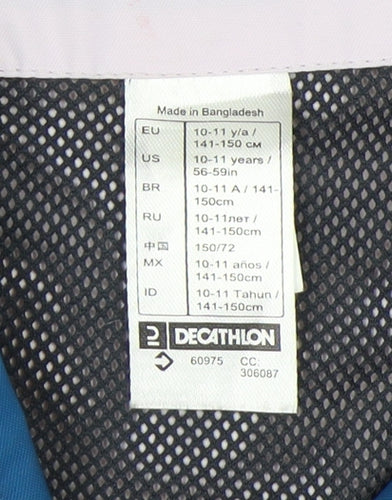 Made in Bangladesh
EU 10-11 y/a /
141-150 см
US 10-11 years /
56-59in
BR 10-11 A / 141-
150cm
RU 10-11лет /
141-150cm
中国 150/72
MX 10-11 años /
141-150cm
ID 10-11 Tahun /
141-150cm
DECATHLON
60975 CC:
306087